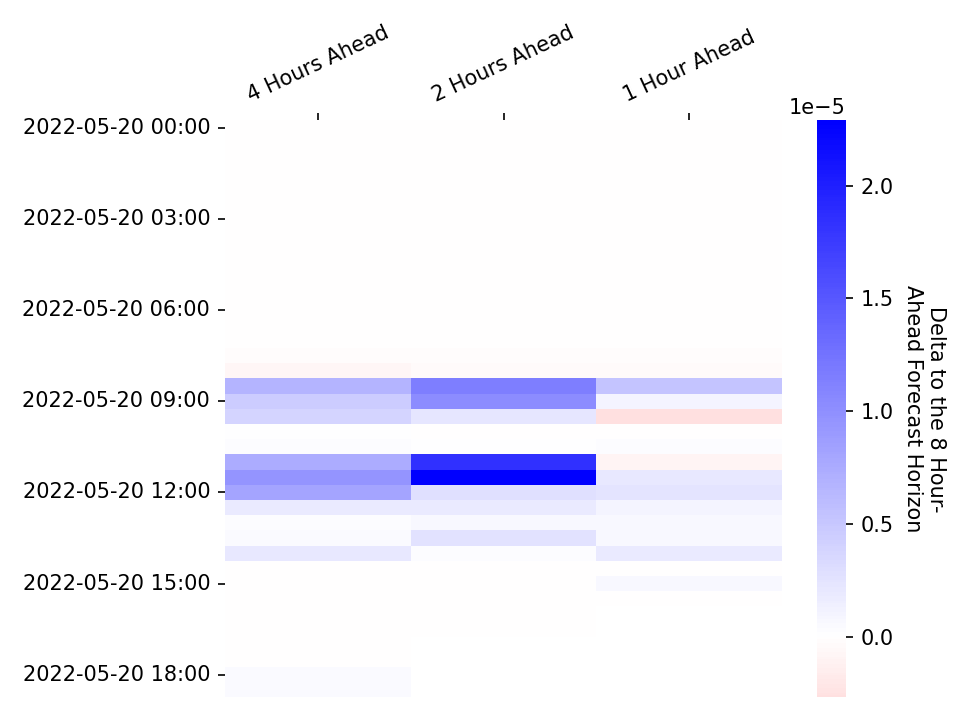 4 Hours Ahead
2 Hours Ahead
1 Hour Ahead
1e−5
2022-05-20 00:00
2022-05-20 03:00
2022-05-20 06:00
2022-05-20 09:00
2022-05-20 12:00
2022-05-20 15:00
2022-05-20 18:00
2.0
1.5
1.0
0.5
0.0
Delta to the 8 Hour-
Ahead Forecast Horizon